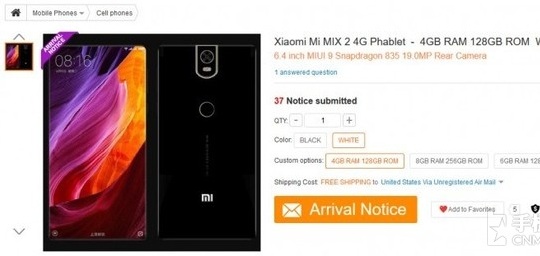 Mobile Phones
Cell phones
ARRIVAL NOTICE
08:16
mi
Xiaomi Mi MIX 2 4G Phablet - 4GB RAM 128GB ROM W
6.4 inch MIUI 9 Snapdragon 835 19.0MP Rear Camera
1 answered question
37 Notice submitted
QTY: - 1 +
Color: BLACK WHITE
Custom options: 4GB RAM 128GB ROM 8GB RAM 256GB ROM 6GB RAM 12
Shipping Cost: FREE SHIPPING to United States Via Unregistered Air Mail
Arrival Notice
Add to Favorites 5